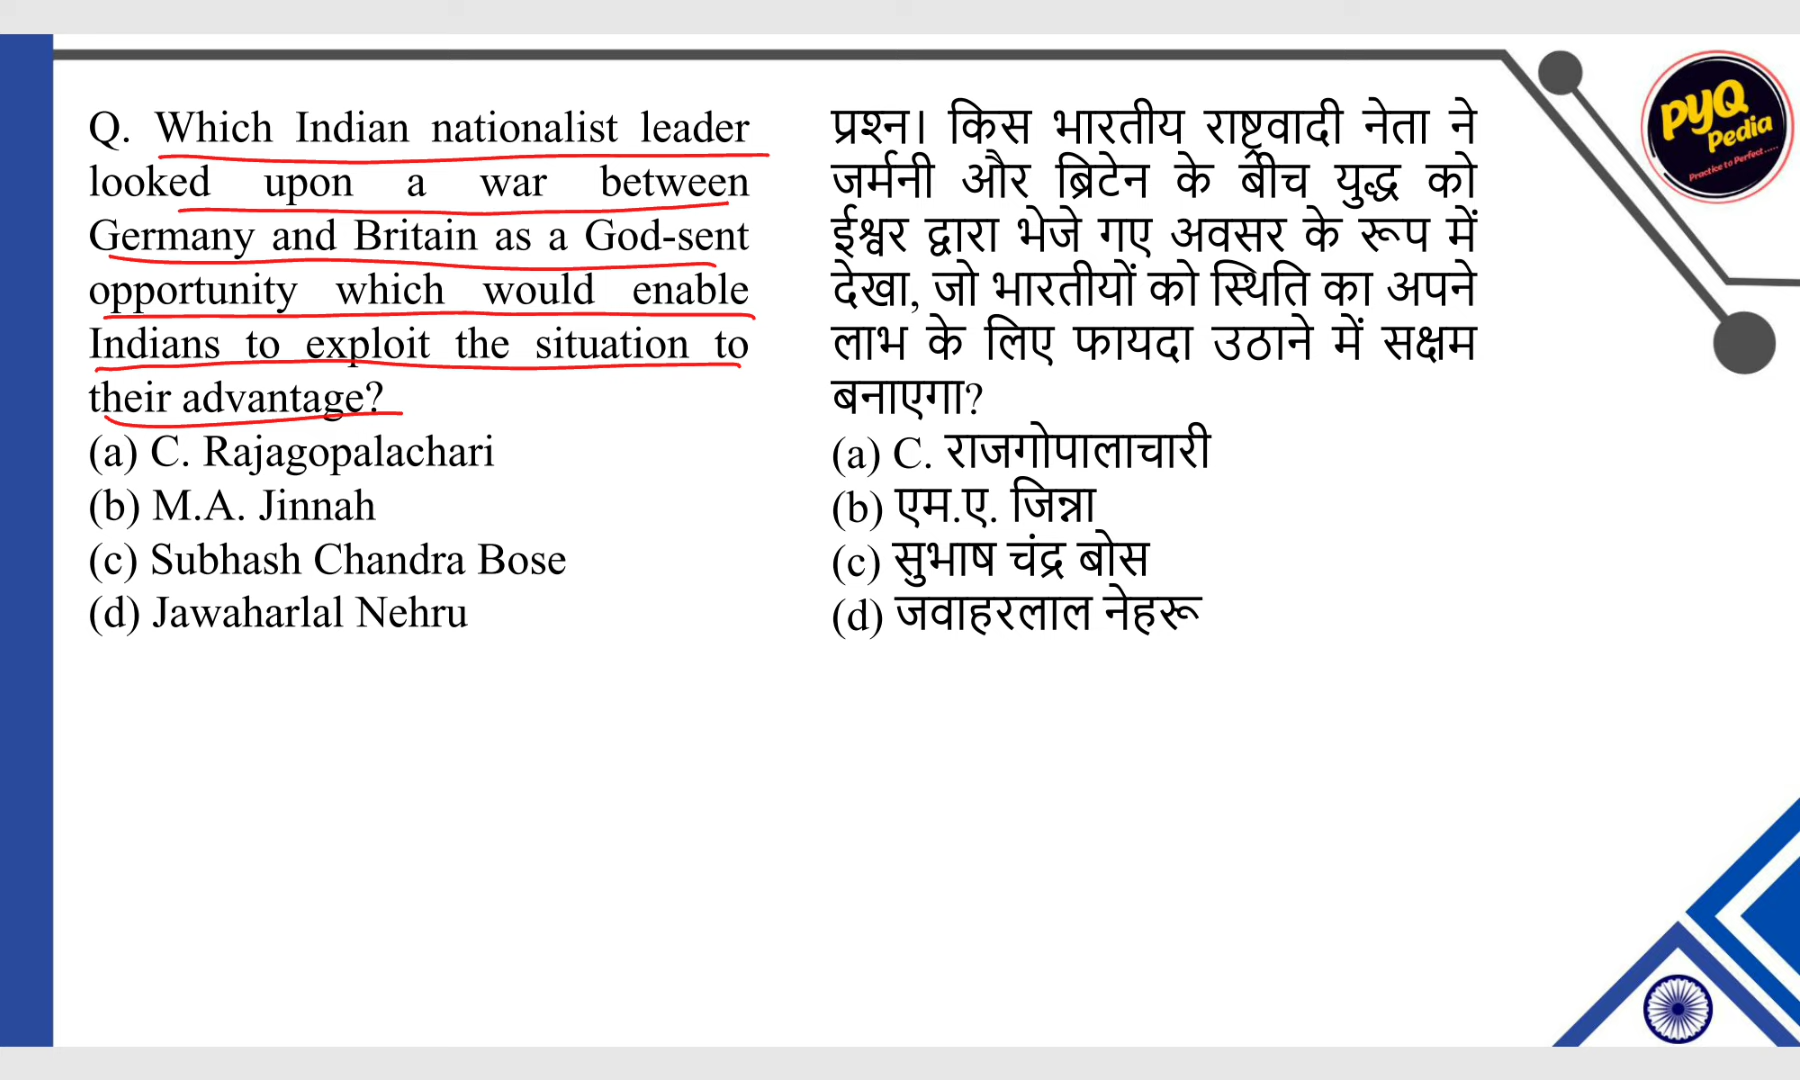 Q. Which Indian nationalist leader
looked upon a war between
Germany and Britain as a God-sent
opportunity which would enable
Indians to exploit the situation to
their advantage?
(a) C. Rajagopalachari
(b) M.A. Jinnah
(c) Subhash Chandra Bose
(d) Jawaharlal Nehru
प्रश्न। किस भारतीय राष्ट्रवादी नेता ने
जर्मनी और ब्रिटेन के बीच युद्ध को
ईश्वर द्वारा भेजे गए अवसर के रूप में
देखा, जो भारतीयों को स्थिति का अपने
लाभ के लिए फायदा उठाने में सक्षम
बनाएगा?
(a) C. राजगोपालाचारी
(b) एम.ए. जिन्ना
(c) सुभाष चंद्र बोस
(d) जवाहरलाल नेहरू
PYQ
Pedia
Practice to Perfect.....